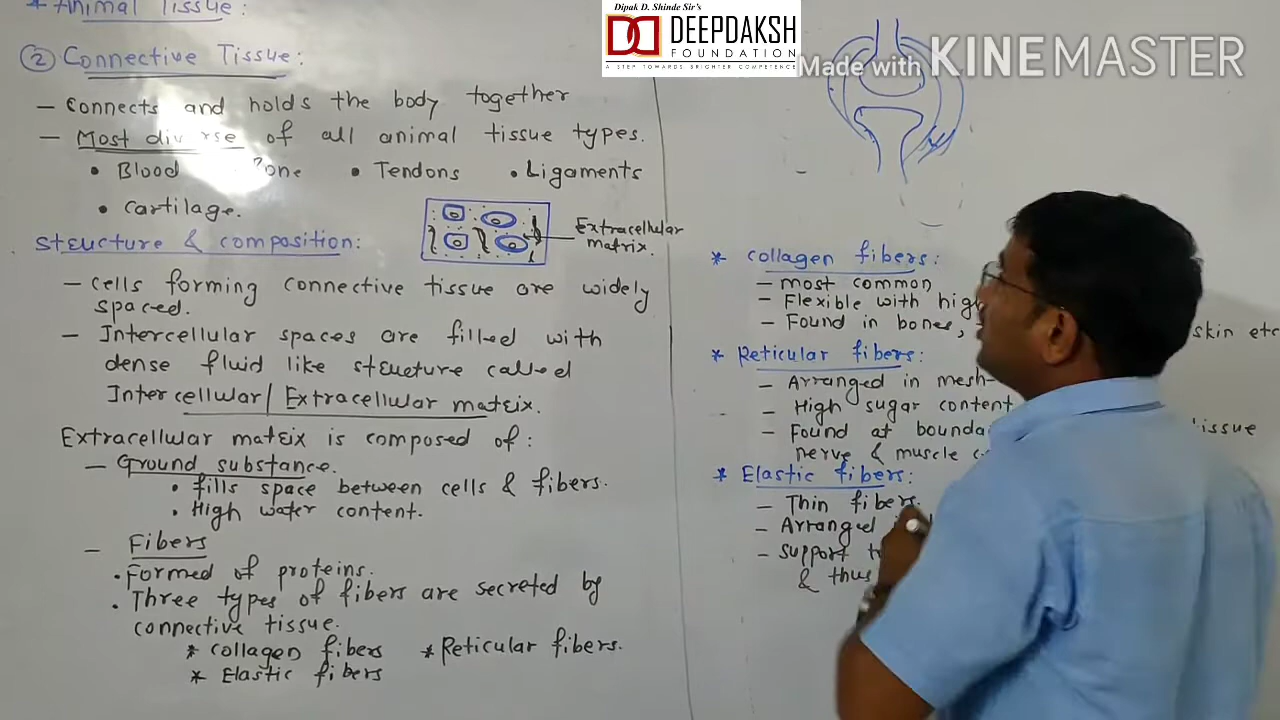 * Animal Tissue:
② Connective Tissue:
– Connects and holds the body together
– Most diverse of all animal tissue types.
• Blood • Tendons • Ligaments
• Cartilage.
Extracellular
matrix.
Structure & composition:
– Cells forming connective tissue are widely
spaced.
– Intercellular spaces are filled with
dense fluid like structure called
Intercellular/Extracellular matrix.
Extracellular matrix is composed of:
– Ground substance.
• fills space between cells & fibers.
• High water content.
– Fibers
• Formed of proteins.
• Three types of fibers are secreted by
connective tissue.
* Collagen fibers * Reticular fibers.
* Elastic fibers
Dipak D. Shinde Sir's
DEEPDAKSH
FOUNDATION
A STEP TOWARDS BRIGHTER COMPETENCE
Made with KINEMASTER
* Collagen fibers:
– most common
– Flexible with
– Found in bones, skin etc
* Reticular fibers:
– Arranged in mesh-
– High sugar content
– Found at tissue
nerve & muscle
* Elastic fibers:
– Thin fibers.
– Arranged
– Support
& thus